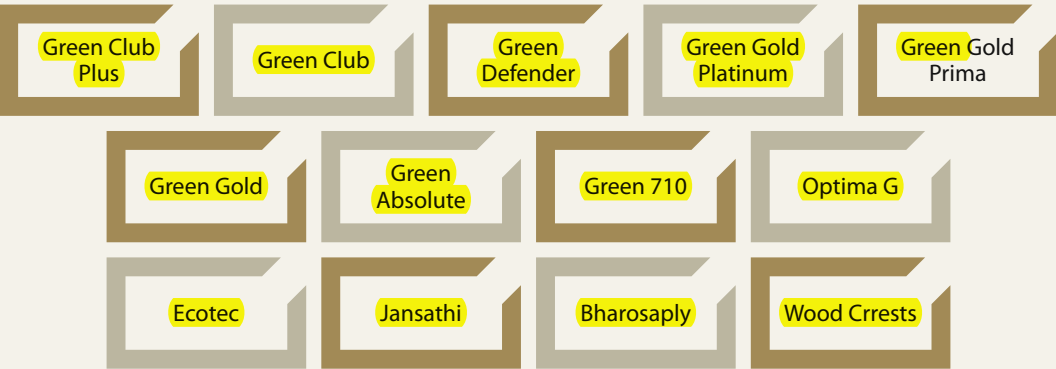 Green Club
Plus
Green Club
Green
Defender
Green Gold
Platinum
Green Gold
Prima
Green Gold
Green
Absolute
Green 710
Optima G
Ecotec
Jansathi
Bharosaply
Wood Crrests